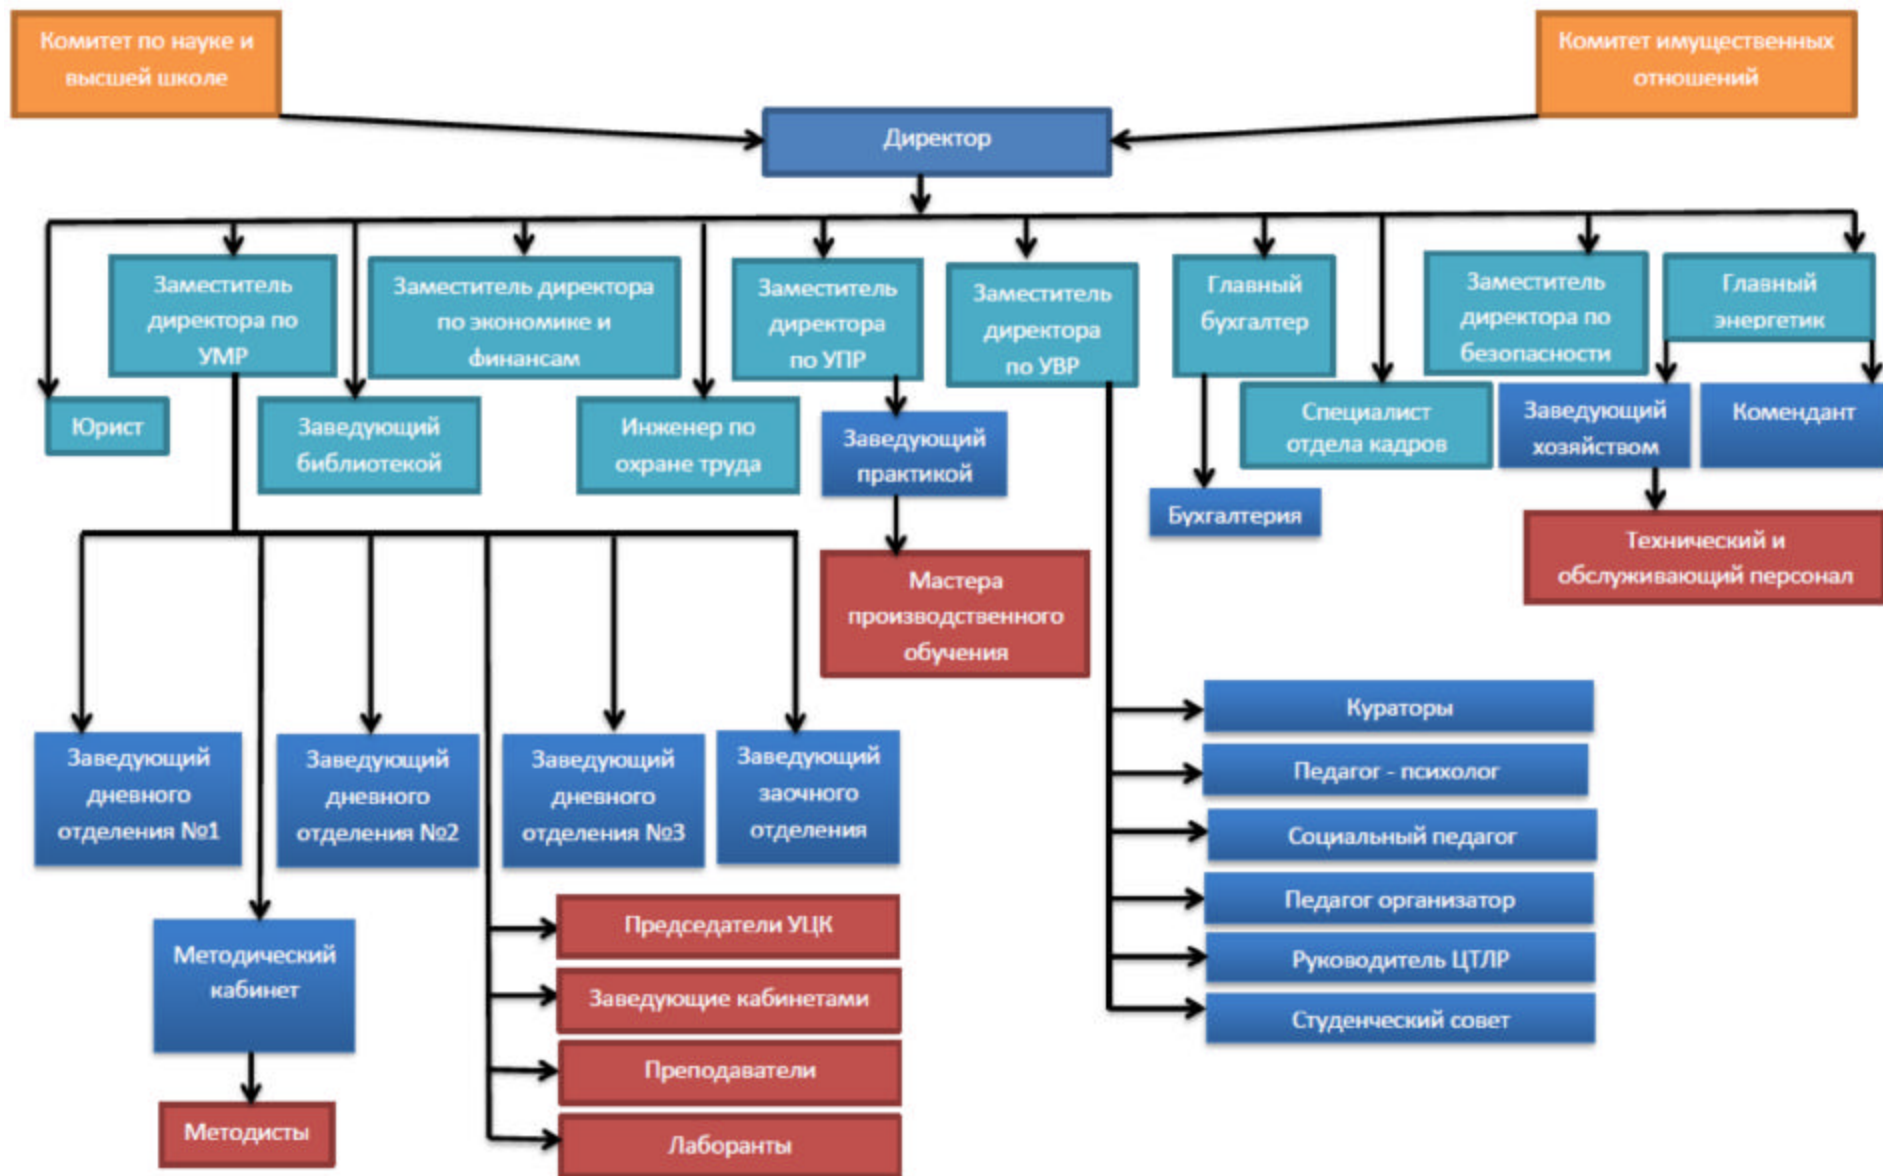 Комитет по науке и
высшей школе
Комитет имущественных
отношений
Директор
Заместитель
директора по
УМР
Заместитель директора
по экономике и
финансам
Заместитель
директора
по УПР
Заместитель
директора
по УВР
Главный
бухгалтер
Заместитель
директора по
безопасности
Главный
энергетик
Юрист
Заведующий
библиотекой
Инженер по
охране труда
Заведующий
практикой
Специалист
отдела кадров
Заведующий
хозяйством
Комендант
Бухгалтерия
Технический и
обслуживающий персонал
Мастера
производственного
обучения
Заведующий
дневного
отделения №1
Заведующий
дневного
отделения №2
Заведующий
дневного
отделения №3
Заведующий
заочного
отделения
Кураторы
Педагог - психолог
Социальный педагог
Педагог организатор
Руководитель ЦТЛР
Студенческий совет
Методический
кабинет
Методисты
Председатели УЦК
Заведующие кабинетами
Преподаватели
Лаборанты